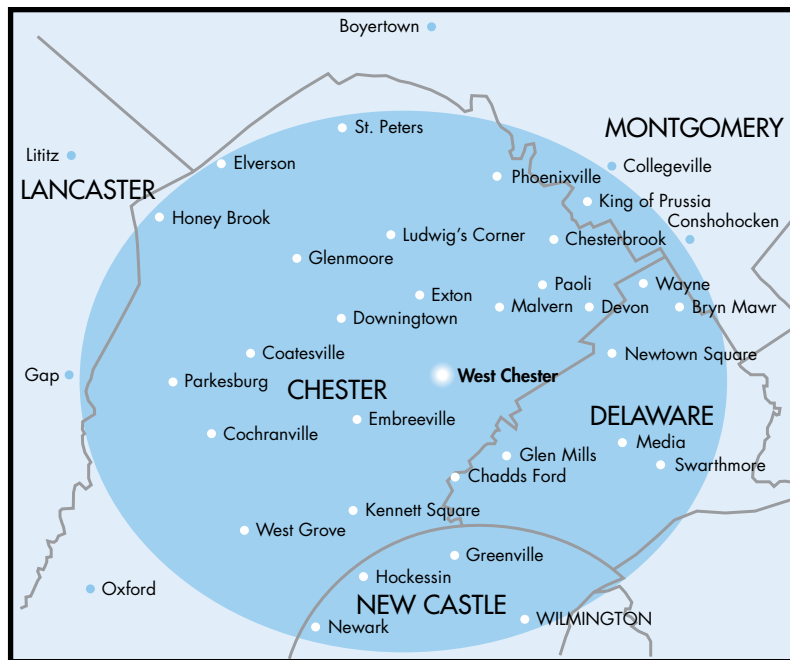 Boyertown
St. Peters
MONTGOMERY
Lititz
Elverson
Collegeville
LANCASTER
Phoenixville
King of Prussia
Honey Brook
Conshohocken
Ludwig's Corner
Chesterbrook
Glenmoore
Paoli
Wayne
Exton
Malvern
Devon
Bryn Mawr
Downingtown
Coatesville
Newtown Square
Gap
Parkesburg
CHESTER
West Chester
Embreeville
DELAWARE
Cochranville
Media
Glen Mills
Swarthmore
Chadds Ford
Kennett Square
West Grove
Greenville
Hockessin
Oxford
NEW CASTLE
WILMINGTON
Newark